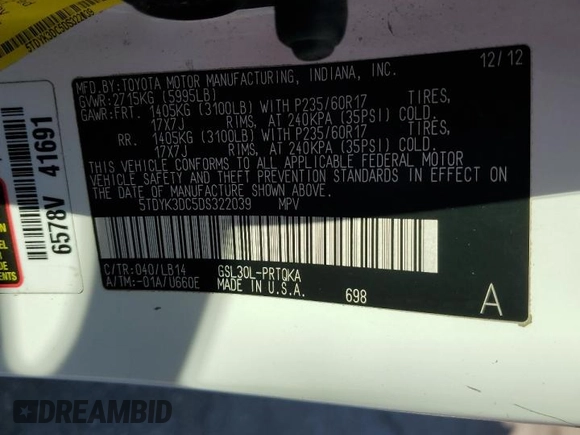 5TDYK3DC5DS322039
MFD.BY:TOYOTA MOTOR MANUFACTURING, INDIANA, INC. 12/12
GVWR:2715KG (5995LB)
GAWR:FRT. 1405KG (3100LB) WITH P235/60R17 TIRES,
17X7J RIMS, AT 240KPA (35PSI) COLD.
RR. 1405KG (3100LB) WITH P235/60R17 TIRES,
17X7J RIMS, AT 240KPA (35PSI) COLD.
THIS VEHICLE CONFORMS TO ALL APPLICABLE FEDERAL MOTOR
VEHICLE SAFETY AND THEFT PREVENTION STANDARDS IN EFFECT ON
THE DATE OF MANUFACTURE SHOWN ABOVE.
5TDYK3DC5DS322039 MPV
C/TR:040/LB14 GSL30L-PRTQKA
A/TM:-01A/U660E MADE IN U.S.A.
698 A
6578V 41691
DREAMBID